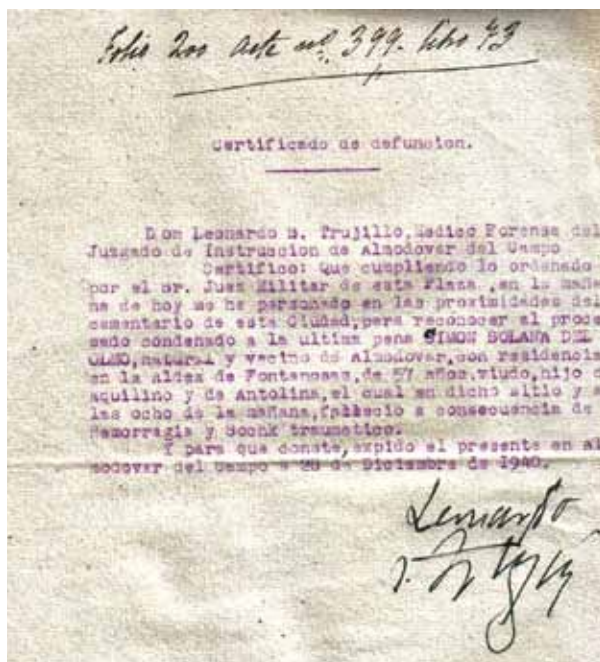 Folio 200 acta nº. 399. libro 73
Certificado de defuncion.
Don Leonardo S. Trujillo, Medico Forense del
Juzgado de Instruccion de Almodovar del Campo
Certifico: Que cumpliendo lo ordenado
por el sr. Juez Militar de esta Plaza, en la maña
na de hoy me he personado en las proximidades del
cementerio de esta Ciudad, para reconocer al proce
sado condenado a la ultima pena SIMON SOLANA DEL
OLMO, natural y vecino de Almodovar, con residencia
en la Aldea de Fontanosas, de 57 años, viudo, hijo d
aquilino y de Antolina, el cual en dicho sitio y a
las ocho de la mañana, fallecio a consecuencia de
Hemorragia y Sochk traumatico.
Y para que conste, expido el presente en Al
modovar del Campo a 28 de Diciembre de 1940.
Leonardo